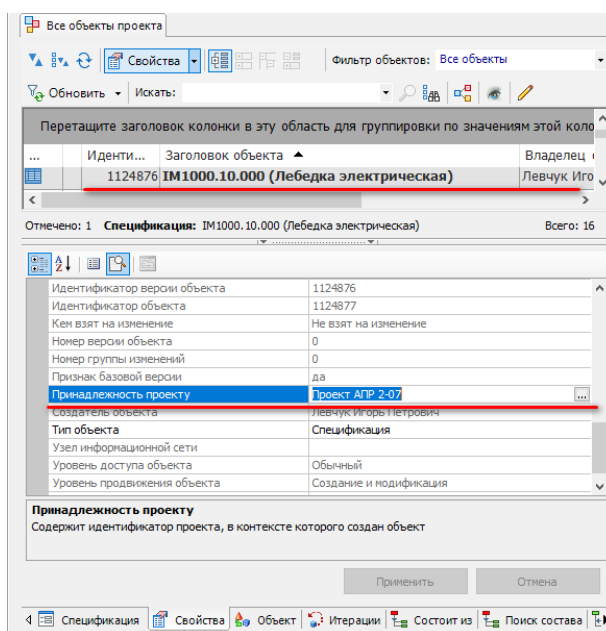 Все объекты проекта
Свойства Фильтр объектов: Все объекты
Обновить Искать:
Перетащите заголовок колонки в эту область для группировки по значениям этой коло
... Иденти... Заголовок объекта Владелец
1124876 IM1000.10.000 (Лебедка электрическая) Левчук Иго
Отмечено: 1 Спецификация: IM1000.10.000 (Лебедка электрическая) Всего: 16
Идентификатор версии объекта 1124876
Идентификатор объекта 1124877
Кем взят на изменение Не взят на изменение
Номер версии объекта 0
Номер группы изменений 0
Признак базовой версии да
Принадлежность проекту Проект АПР 2-07 ...
Создатель объекта Левчук Игорь Петрович
Тип объекта Спецификация
Узел информационной сети
Уровень доступа объекта Обычный
Уровень продвижения объекта Создание и модификация
Принадлежность проекту
Содержит идентификатор проекта, в контексте которого создан объект
Применить Отмена
Спецификация Свойства Объект Итерации Состоит из Поиск состава